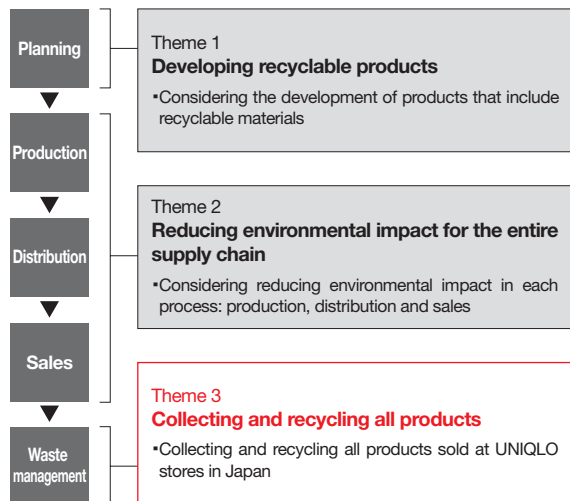 Planning
Production
Distribution
Sales
Waste
management
Theme 1
Developing recyclable products
・Considering the development of products that include
recyclable materials
Theme 2
Reducing environmental impact for the entire
supply chain
・Considering reducing environmental impact in each
process: production, distribution and sales
Theme 3
Collecting and recycling all products
・Collecting and recycling all products sold at UNIQLO
stores in Japan